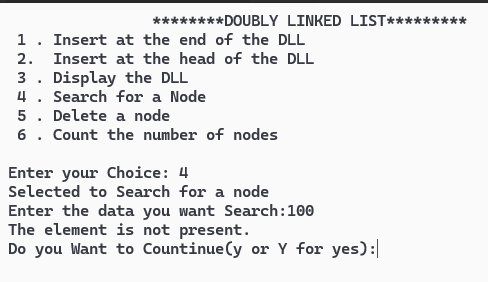 ********DOUBLY LINKED LIST*********
1 . Insert at the end of the DLL
2.  Insert at the head of the DLL
3 . Display the DLL
4 . Search for a Node
5 . Delete a node
6 . Count the number of nodes
Enter your Choice: 4
Selected to Search for a node
Enter the data you want Search:100
The element is not present.
Do you Want to Countinue(y or Y for yes):